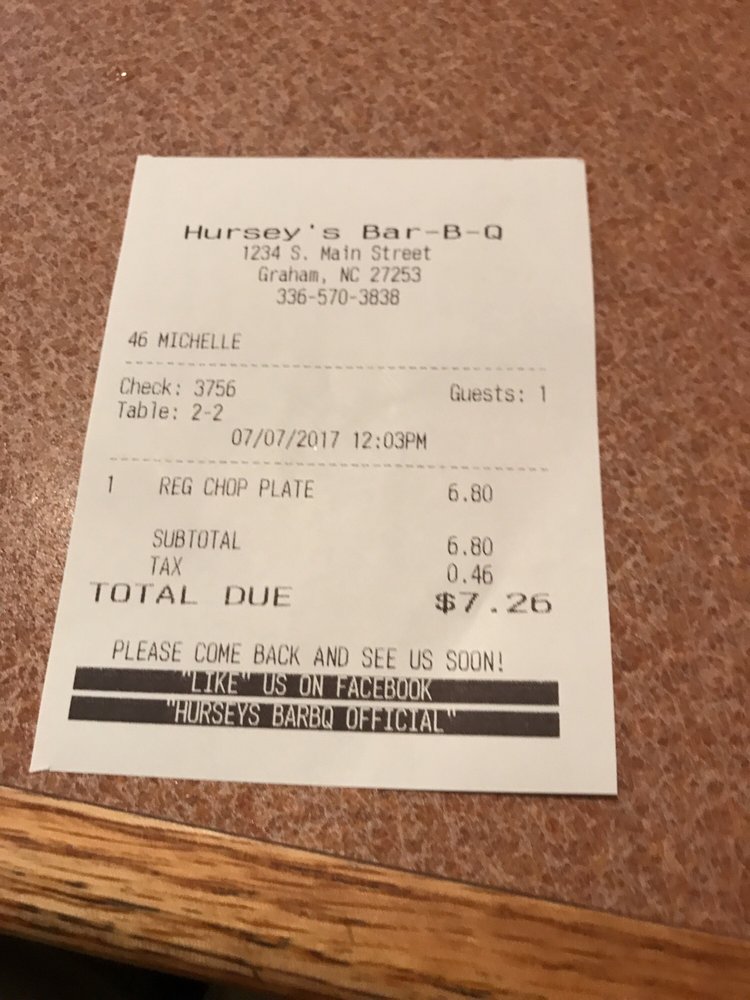 Hursey's Bar-B-Q
1234 S. Main Street
Graham, NC 27253
336-570-3838
46 MICHELLE
Check: 3756 Guests: 1
Table: 2-2
07/07/2017 12:03PM
1 REG CHOP PLATE 6.80
SUBTOTAL 6.80
TAX 0.46
TOTAL DUE $7.26
PLEASE COME BACK AND SEE US SOON!
"LIKE" US ON FACEBOOK
"HURSEYS BARBQ OFFICIAL"